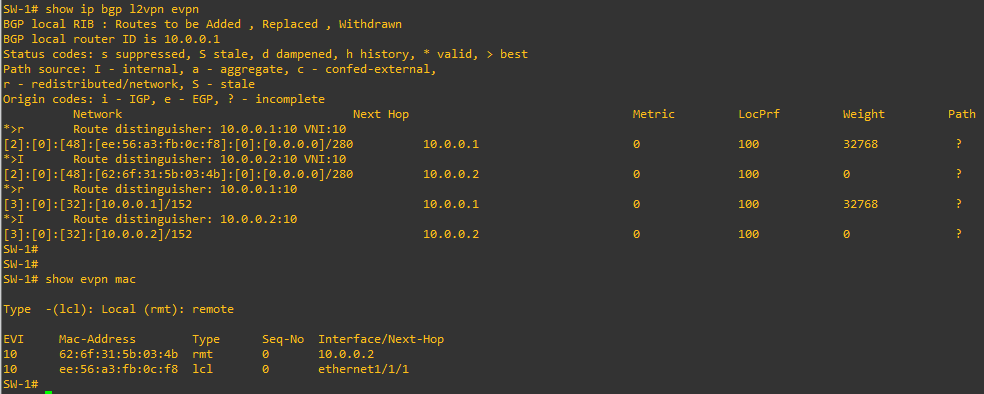 SW-1# show ip bgp l2vpn evpn
BGP local RIB : Routes to be Added , Replaced , Withdrawn
BGP local router ID is 10.0.0.1
Status codes: s suppressed, S stale, d dampened, h history, * valid, > best
Path source: I - internal, a - aggregate, c - confed-external,
r - redistributed/network, S - stale
Origin codes: i - IGP, e - EGP, ? - incomplete
Network Next Hop Metric LocPrf Weight Path
*>r Route distinguisher: 10.0.0.1:10 VNI:10
[2]:[0]:[48]:[ee:56:a3:fb:0c:f8]:[0]:[0.0.0.0]/280 10.0.0.1 0 100 32768 ?
*>I Route distinguisher: 10.0.0.2:10 VNI:10
[2]:[0]:[48]:[62:6f:31:5b:03:4b]:[0]:[0.0.0.0]/280 10.0.0.2 0 100 0 ?
*>r Route distinguisher: 10.0.0.1:10
[3]:[0]:[32]:[10.0.0.1]/152 10.0.0.1 0 100 32768 ?
*>I Route distinguisher: 10.0.0.2:10
[3]:[0]:[32]:[10.0.0.2]/152 10.0.0.2 0 100 0 ?
SW-1#
SW-1#
SW-1# show evpn mac
Type -(lcl): Local (rmt): remote
EVI Mac-Address Type Seq-No Interface/Next-Hop
10 62:6f:31:5b:03:4b rmt 0 10.0.0.2
10 ee:56:a3:fb:0c:f8 lcl 0 ethernet1/1/1
SW-1#